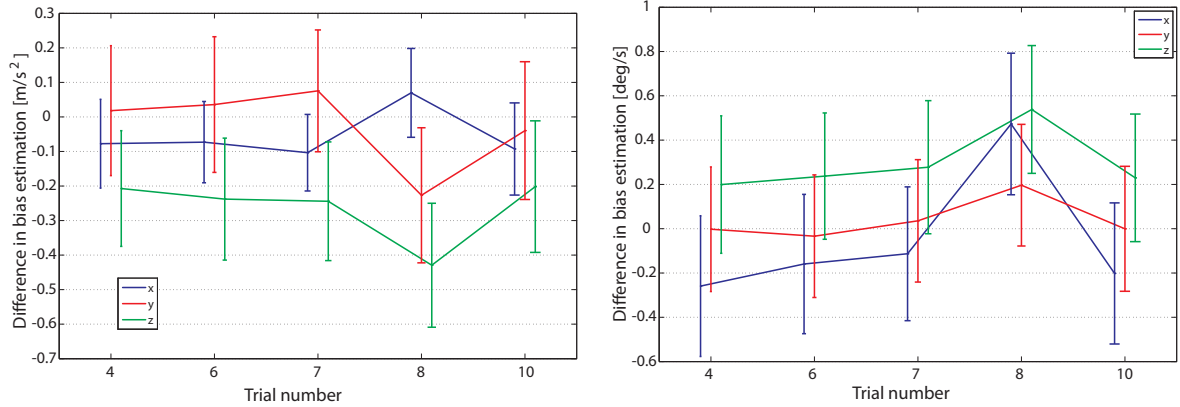 0.3
0.2
0.1
0
-0.1
-0.2
-0.3
-0.4
-0.5
-0.6
-0.7
Difference in bias estimation [m/s²]
x
y
z
4 6 7 8 10
Trial number
1
0.8
0.6
0.4
0.2
0
-0.2
-0.4
-0.6
Difference in bias estimation [deg/s]
x
y
z
4 6 7 8 10
Trial number